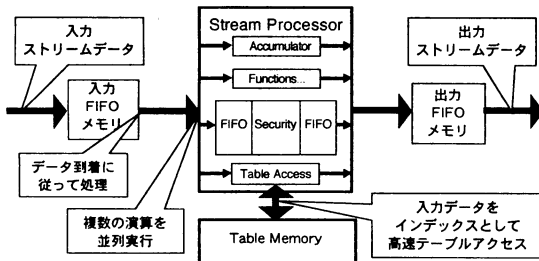 入力
ストリームデータ
入力
FIFO
メモリ
データ到着に
従って処理
複数の演算を
並列実行
Stream Processor
Accumulator
Functions...
FIFO Security FIFO
Table Access
Table Memory
出力
ストリームデータ
出力
FIFO
メモリ
入力データを
インデックスとして
高速テーブルアクセス